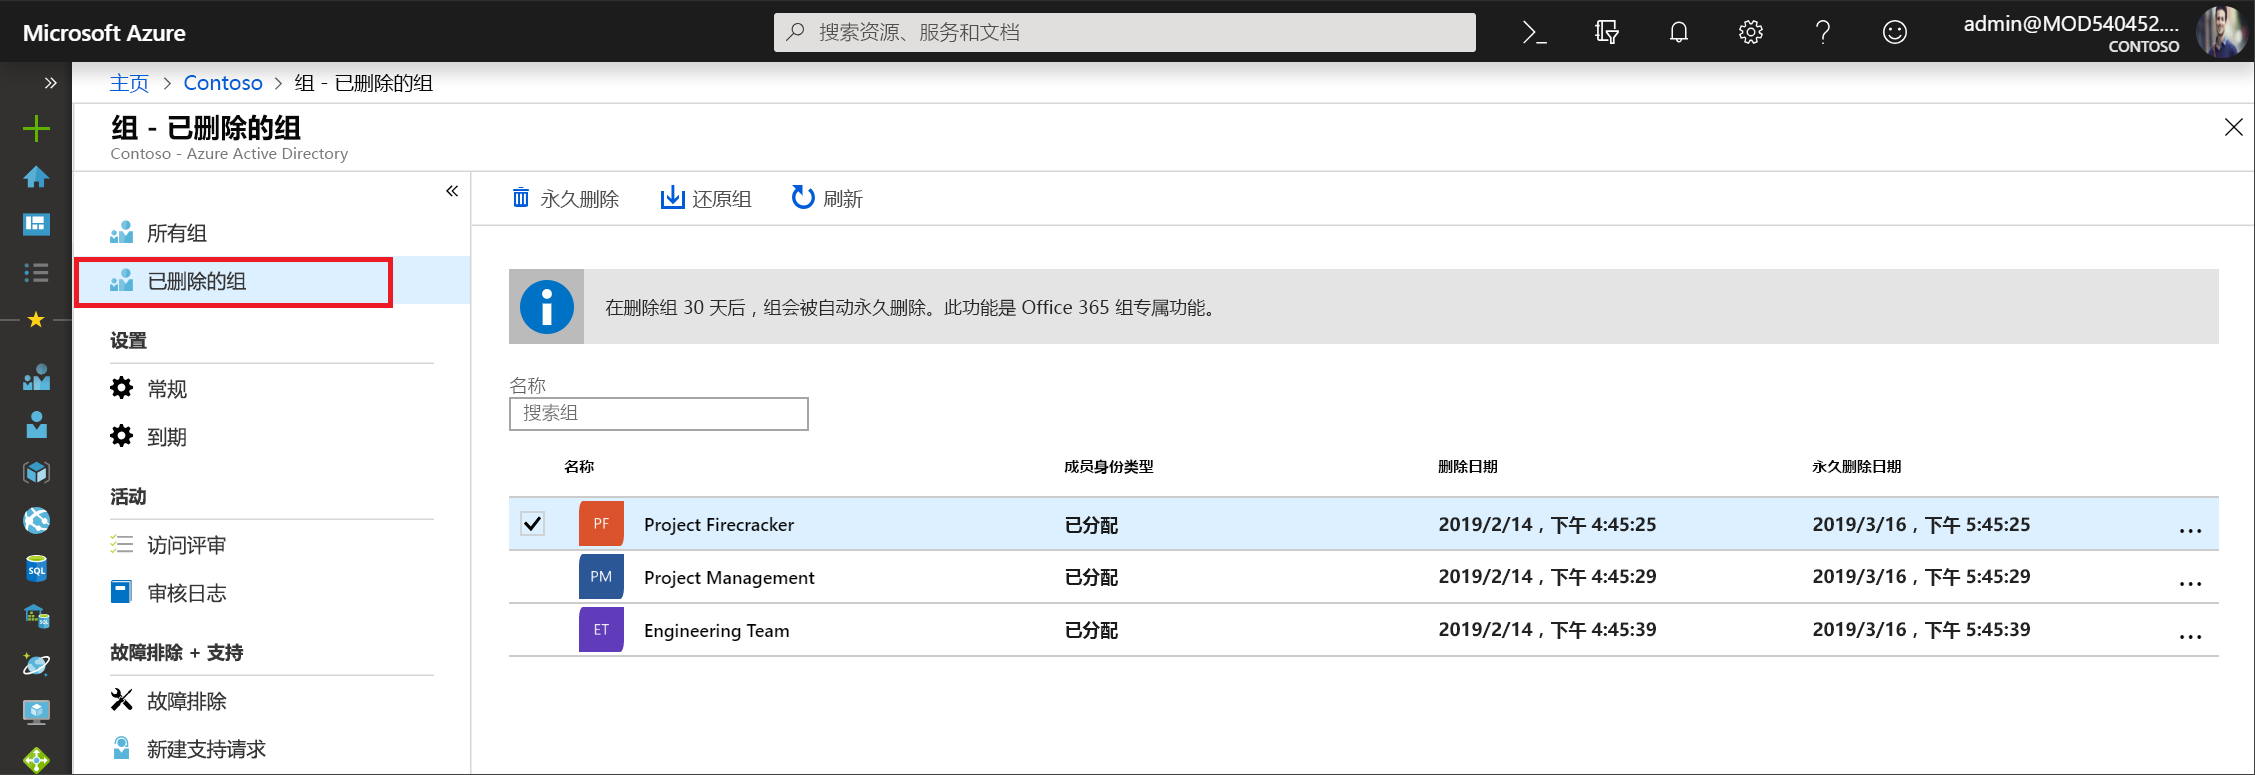 Microsoft Azure
搜索资源、服务和文档
admin@MOD540452....
CONTOSO
主页 > Contoso > 组 - 已删除的组
组 - 已删除的组
Contoso - Azure Active Directory
永久删除 还原组 刷新
所有组
已删除的组
设置
常规
到期
活动
访问评审
审核日志
故障排除 + 支持
故障排除
新建支持请求
在删除组 30 天后，组会被自动永久删除。此功能是 Office 365 组专属功能。
名称
搜索组
名称 成员身份类型 删除日期 永久删除日期
PF Project Firecracker 已分配 2019/2/14，下午 4:45:25 2019/3/16，下午 5:45:25 ...
PM Project Management 已分配 2019/2/14，下午 4:45:29 2019/3/16，下午 5:45:29 ...
ET Engineering Team 已分配 2019/2/14，下午 4:45:39 2019/3/16，下午 5:45:39 ...
SQL